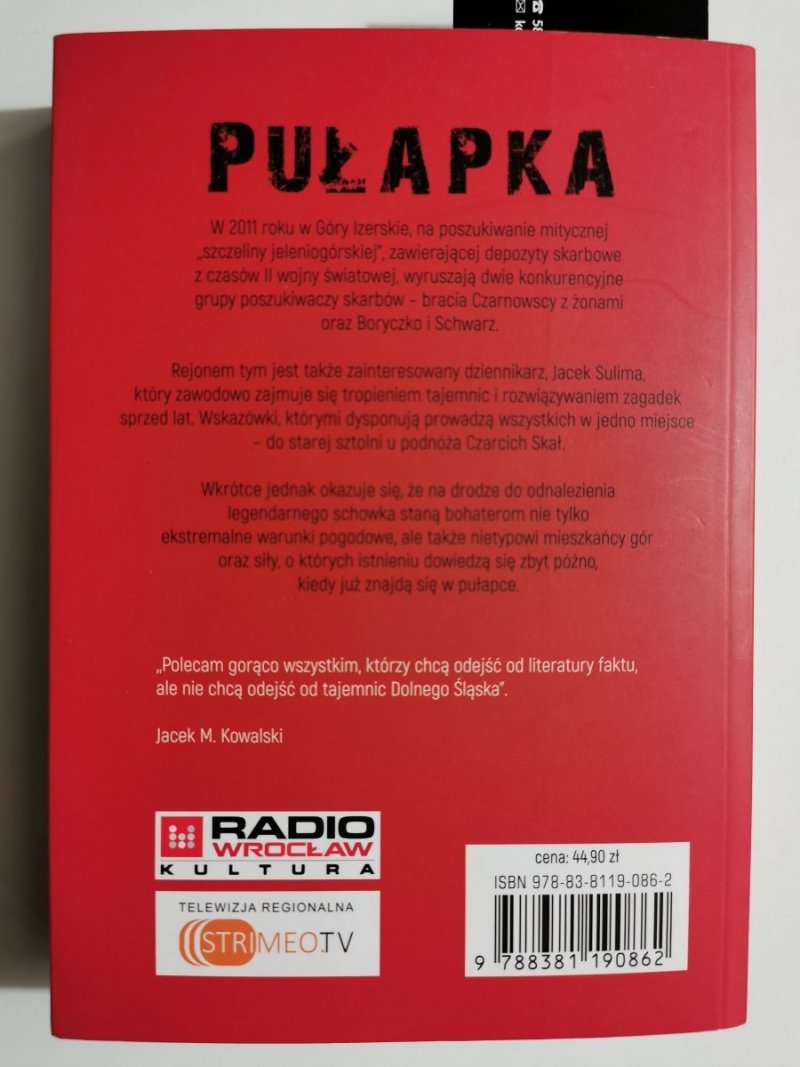 58
PUŁAPKA
W 2011 roku w Góry Izerskie, na poszukiwanie mitycznej
„szczeliny jeleniogórskiej", zawierającej depozyty skarbowe
z czasów II wojny światowej, wyruszają dwie konkurencyjne
grupy poszukiwaczy skarbów – bracia Czarnowscy z żonami
oraz Boryczko i Schwarz.
Rejonem tym jest także zainteresowany dziennikarz, Jacek Sulima,
który zawodowo zajmuje się tropieniem tajemnic i rozwiązywaniem zagadek
sprzed lat. Wskazówki, którymi dysponują prowadzą wszystkich w jedno miejsce
– do starej sztolni u podnóża Czarcich Skał.
Wkrótce jednak okazuje się, że na drodze do odnalezienia
legendarnego schowka staną bohaterom nie tylko
ekstremalne warunki pogodowe, ale także nietypowi mieszkańcy gór
oraz siły, o których istnieniu dowiedzą się zbyt późno,
kiedy już znajdą się w pułapce.
„Polecam gorąco wszystkim, którzy chcą odejść od literatury faktu,
ale nie chcą odejść od tajemnic Dolnego Śląska".
Jacek M. Kowalski
RADIO
WROCŁAW
KULTURA
TELEWIZJA REGIONALNA
STRIMEO.TV
cena: 44,90 zł
ISBN 978-83-8119-086-2
9 788381 190862